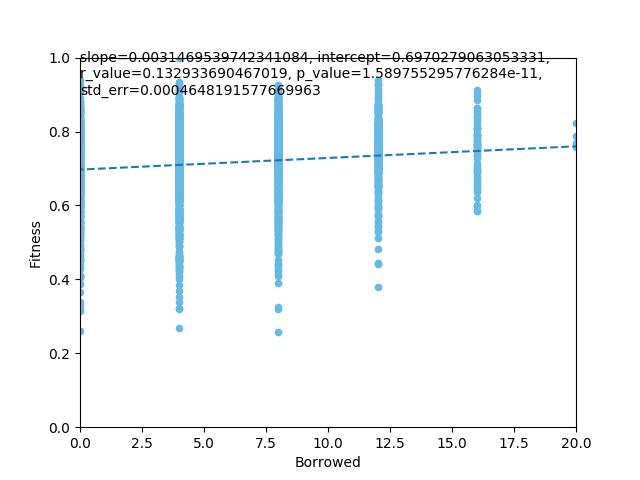 slope=0.0031469539742341084, intercept=0.6970279063053331,
r_value=0.132933690467019, p_value=1.589755295776284e-11,
std_err=0.0004648191577669963
1.0
0.8
0.6
0.4
0.2
0.0
Fitness
0.0 2.5 5.0 7.5 10.0 12.5 15.0 17.5 20.0
Borrowed